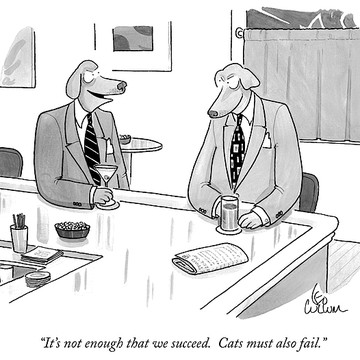 “It’s not enough that we succeed.  Cats must also fail.”